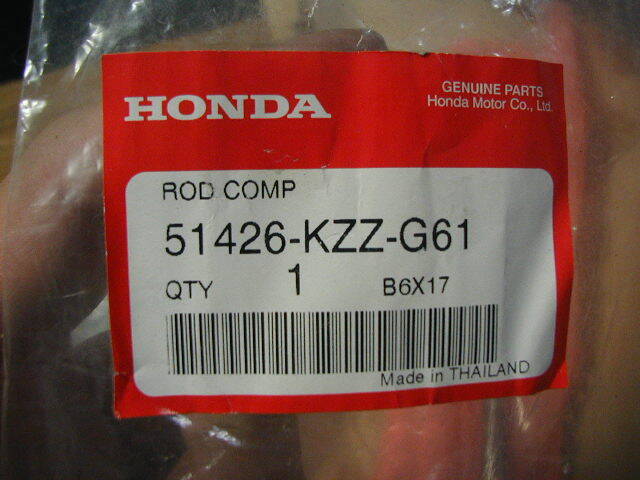 HONDA
GENUINE PARTS
Honda Motor Co., Ltd.
ROD COMP
51426-KZZ-G61
QTY 1 B6X17
Made in THAILAND